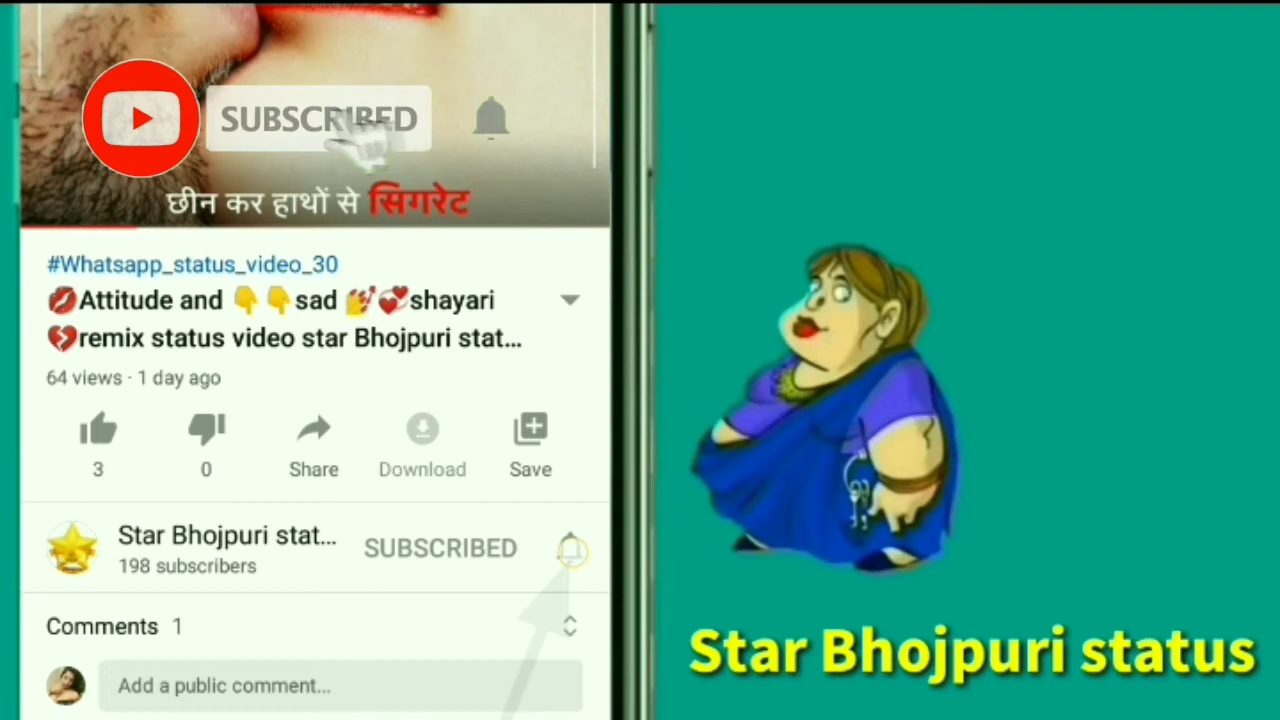 SUBSCRIBED
छीन कर हाथों से सिगरेट
#Whatsapp_status_video_30
💋Attitude and 👇👇sad 💅💞shayari
💔remix status video star Bhojpuri stat...
64 views · 1 day ago
3
0
Share
Download
Save
Star Bhojpuri stat...
SUBSCRIBED
198 subscribers
Comments 1
Add a public comment...
Star Bhojpuri status